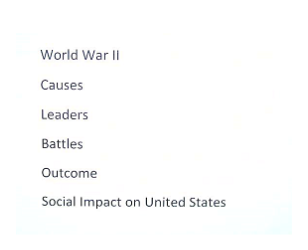 World War II
Causes
Leaders
Battles
Outcome
Social Impact on United States